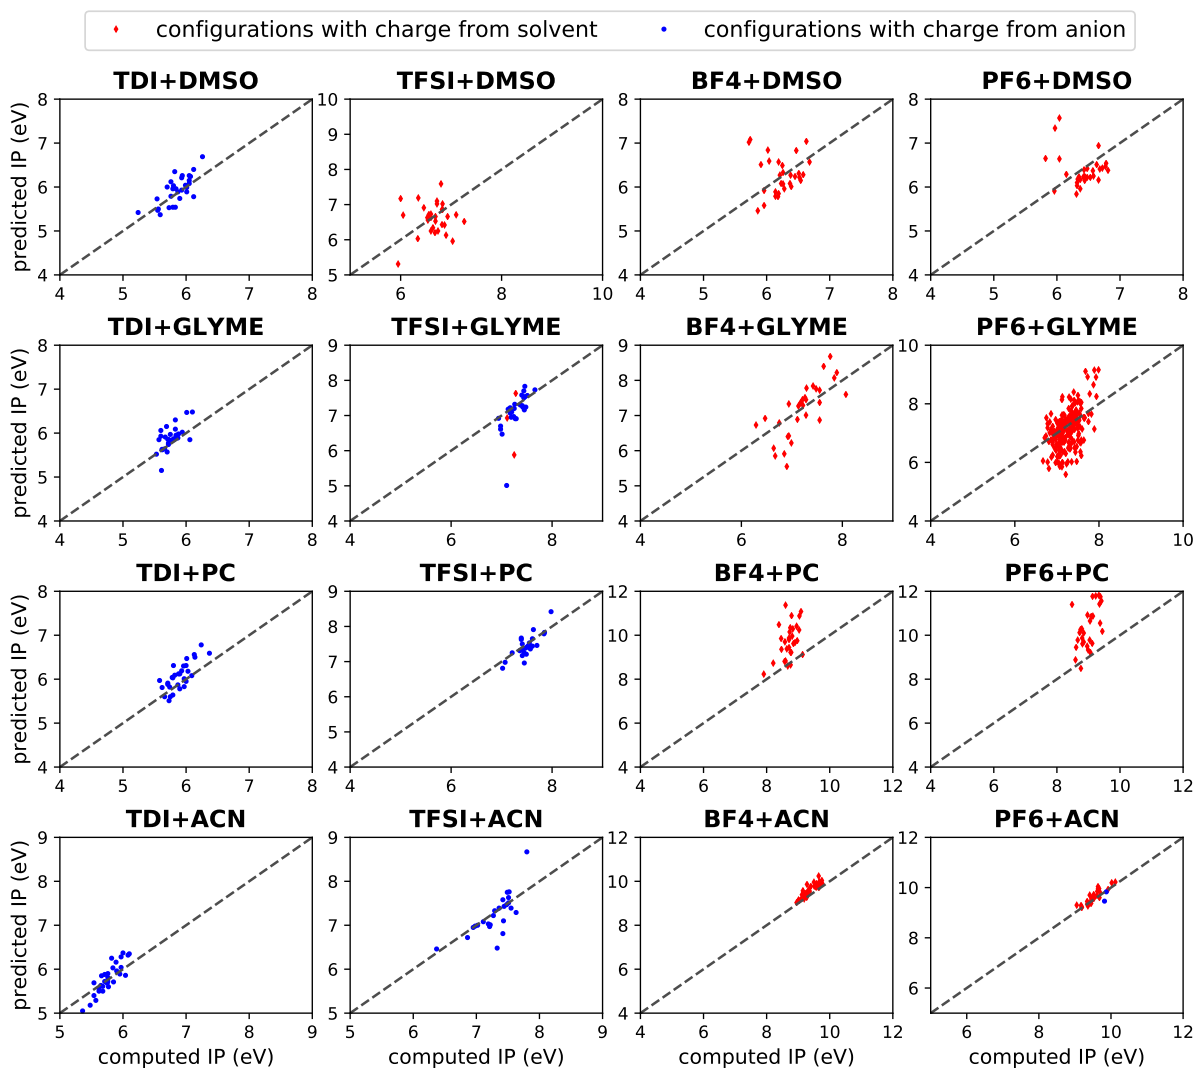 configurations with charge from solvent configurations with charge from anion
TDI+DMSO TFSI+DMSO BF4+DMSO PF6+DMSO
predicted IP (eV)
8 7 6 5 4
10 9 8 7 6 5
8 7 6 5 4
8 7 6 5 4
4 5 6 7 8
6 8 10
4 5 6 7 8
4 5 6 7 8
TDI+GLYME TFSI+GLYME BF4+GLYME PF6+GLYME
predicted IP (eV)
8 7 6 5 4
9 8 7 6 5 4
9 8 7 6 5 4
10 8 6 4
4 5 6 7 8
4 6 8
4 6 8
4 6 8 10
TDI+PC TFSI+PC BF4+PC PF6+PC
predicted IP (eV)
8 7 6 5 4
9 8 7 6 5 4
12 10 8 6 4
12 10 8 6 4
4 5 6 7 8
4 6 8
4 6 8 10 12
4 6 8 10 12
TDI+ACN TFSI+ACN BF4+ACN PF6+ACN
predicted IP (eV)
9 8 7 6 5
9 8 7 6 5
12 10 8 6 4
12 10 8 6
5 6 7 8 9
5 6 7 8 9
4 6 8 10 12
6 8 10 12
computed IP (eV) computed IP (eV) computed IP (eV) computed IP (eV)